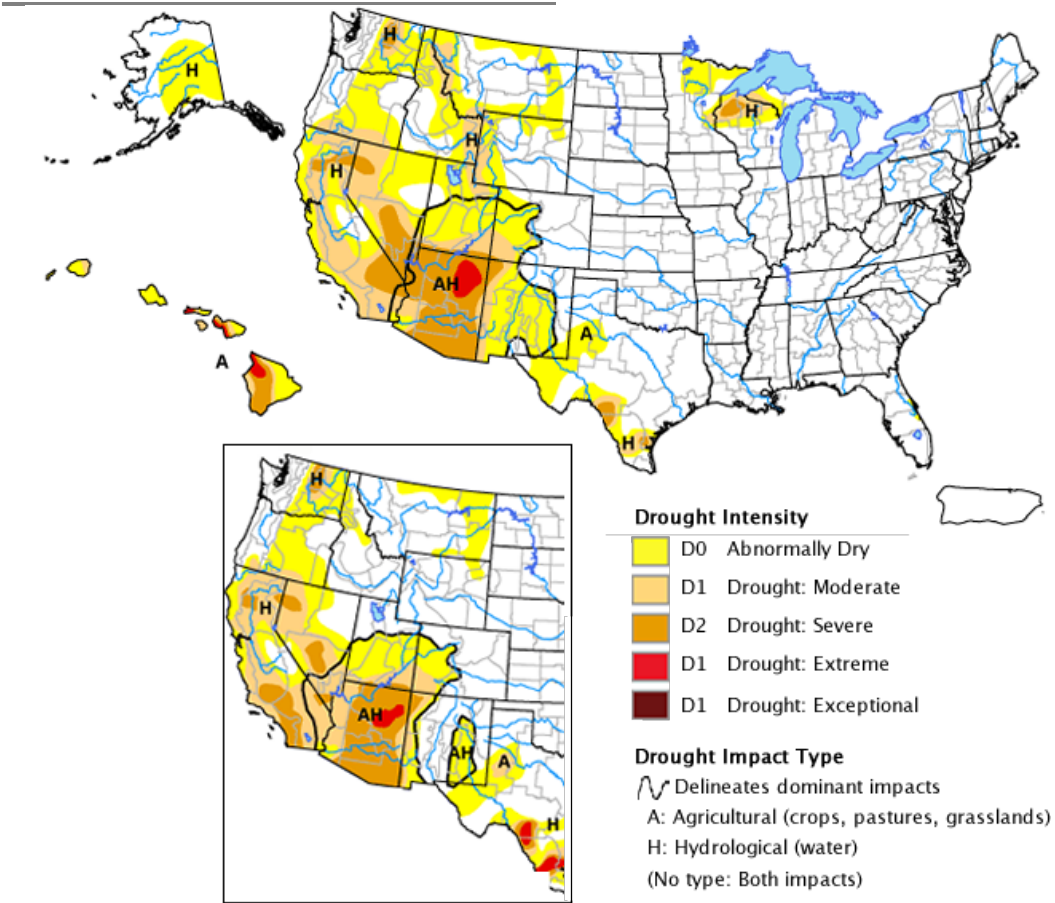 H
H
H
H
H
AH
A
A
H
H
H
AH
AH
A
H
Drought Intensity
D0 Abnormally Dry
D1 Drought: Moderate
D2 Drought: Severe
D1 Drought: Extreme
D1 Drought: Exceptional
Drought Impact Type
Delineates dominant impacts
A: Agricultural (crops, pastures, grasslands)
H: Hydrological (water)
(No type: Both impacts)